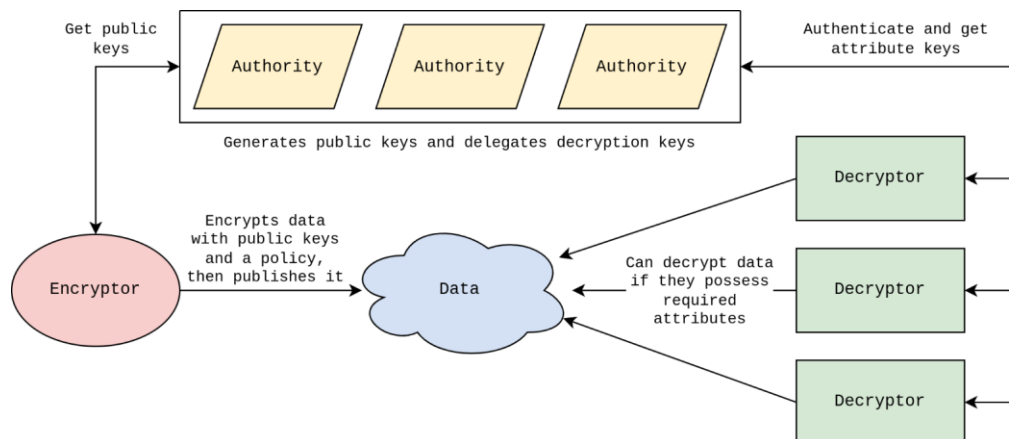 Get public
keys
Authority
Authority
Authority
Authenticate and get
attribute keys
Generates public keys and delegates decryption keys
Decryptor
Encrypts data
with public keys
and a policy,
then publishes it
Encryptor
Data
Can decrypt data
if they possess
required
attributes
Decryptor
Decryptor